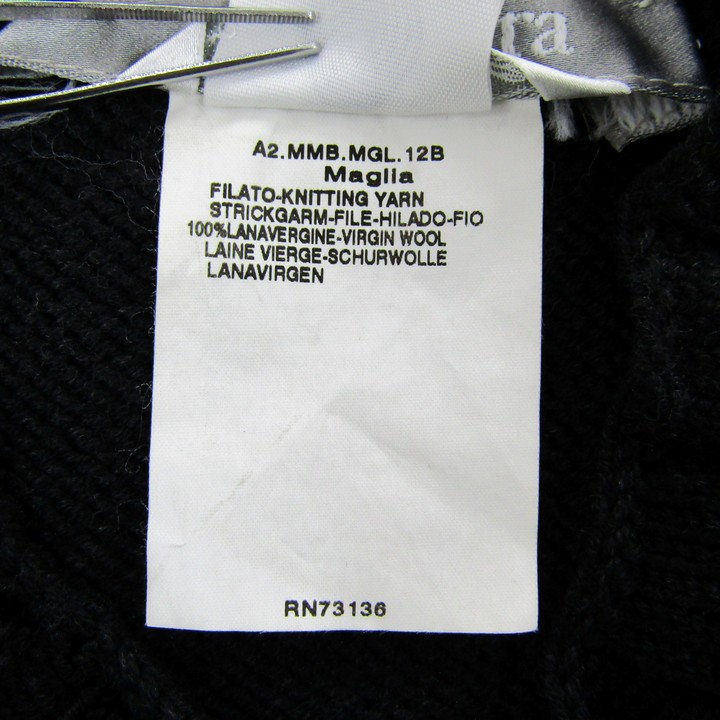 ra
A2.MMB.MGL.12B
Maglia
FILATO-KNITTING YARN
STRICKGARM-FILE-HILADO-FIO
100%LANAVERGINE-VIRGIN WOOL
LAINE VIERGE-SCHURWOLLE
LANAVIRGEN
RN73136